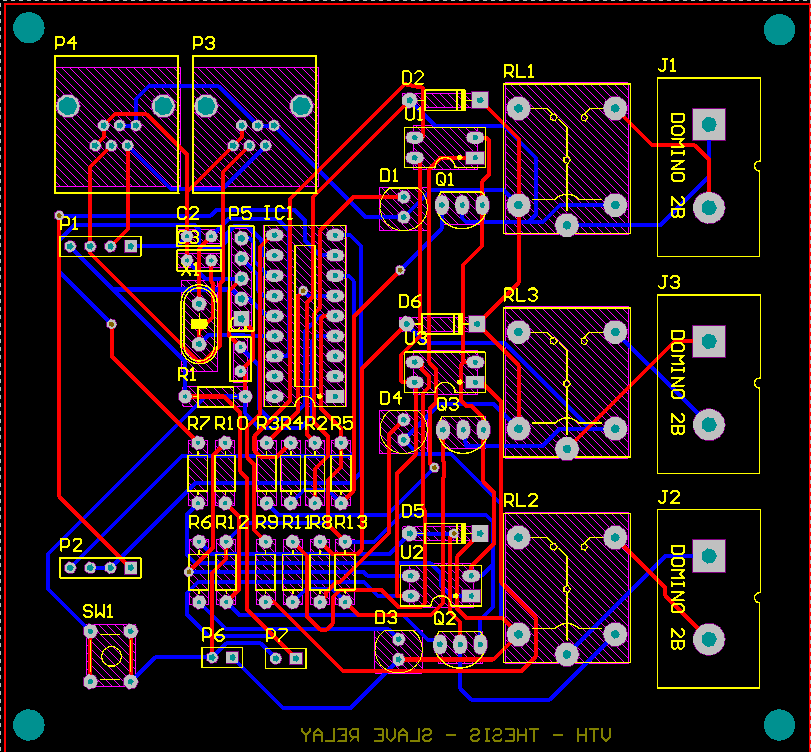 P4
P3
D2
RL1
J1
U1
DOMINO 2B
D1
Q1
C2
P5
IC1
P1
C3
X1
D6
RL3
J3
U3
DOMINO 2B
R1
D4
Q3
R7
R10
R3
R4
R2
R5
D5
RL2
J2
R6
R12
R9
R11
R8
R13
P2
U2
DOMINO 2B
SW1
D3
Q2
P6
P7
VTH - THESIS - SLAVE RELAY